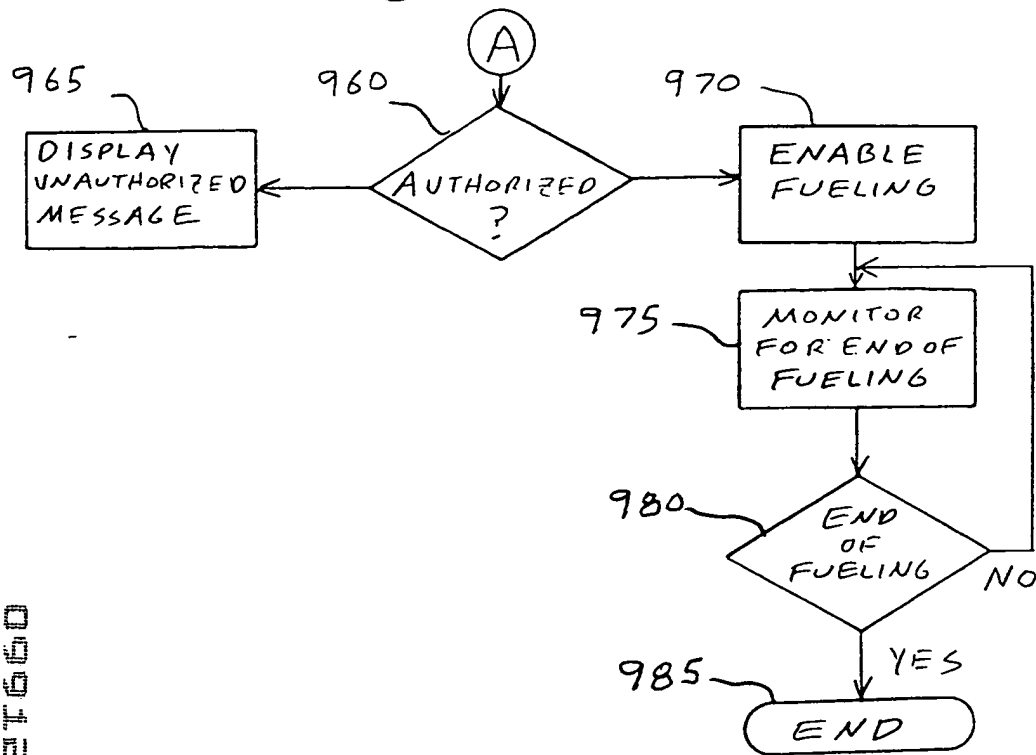 A
965
960
970
DISPLAY
UNAUTHORIZED
MESSAGE
AUTHORIZED
?
ENABLE
FUELING
975
MONITOR
FOR END OF
FUELING
980
END
OF
FUELING
NO
YES
985
END